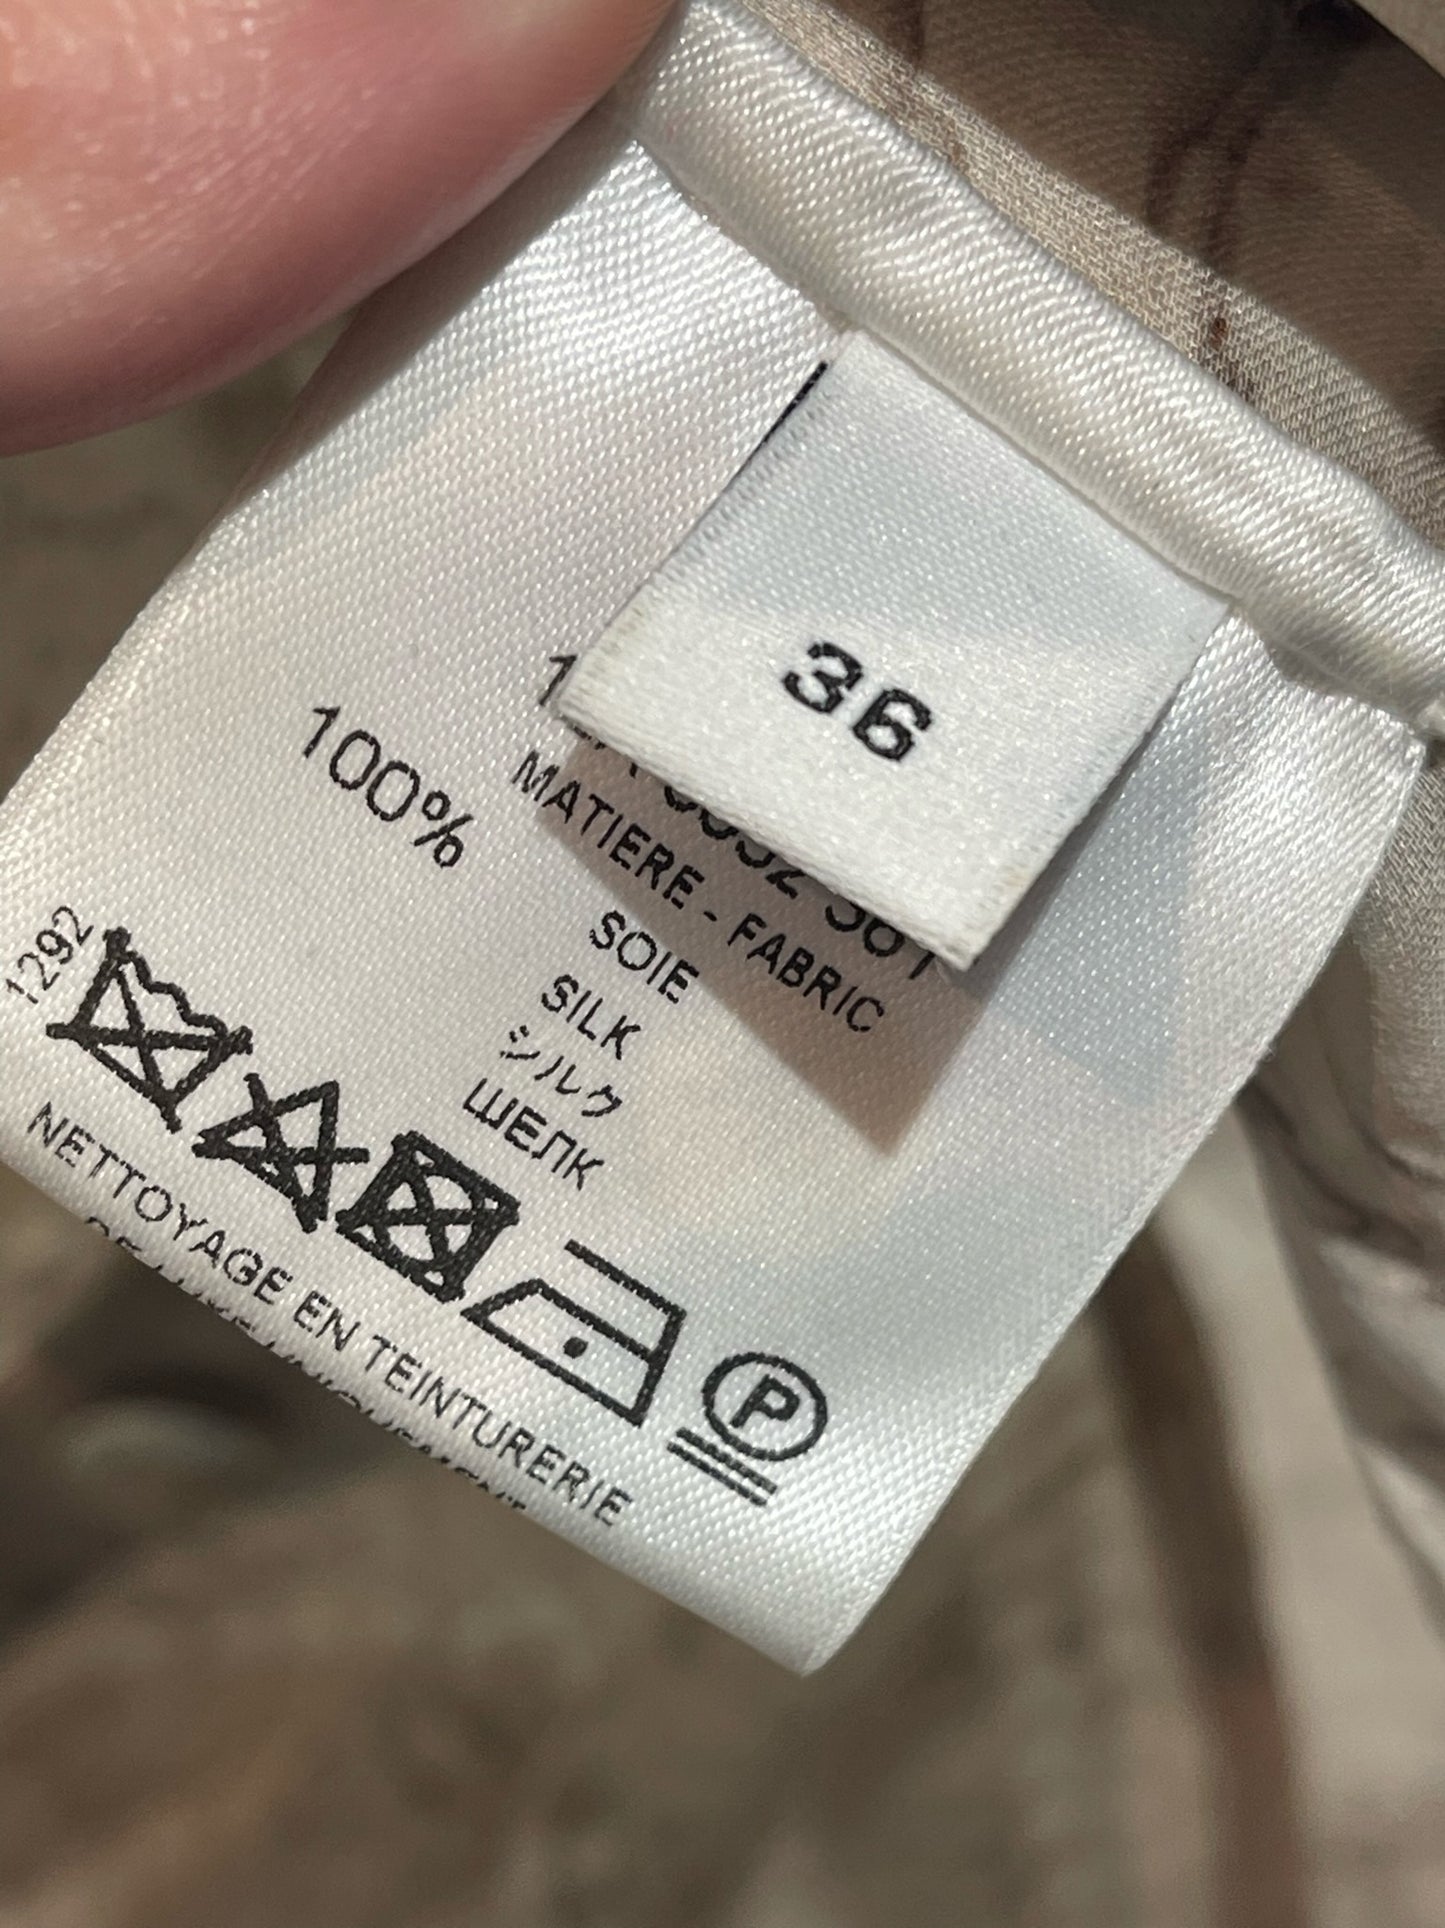 36
MATIERE - FABRIC
100%
SOIE
SILK
シルク
ШЕЛК
1292
P
NETTOYAGE EN TEINTURERIE